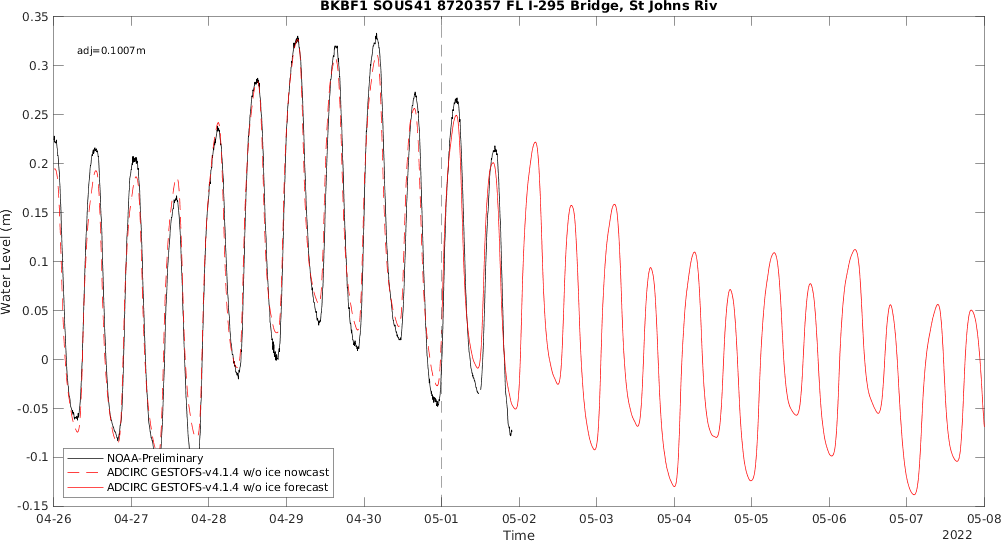 BKBF1 SOUS41 8720357 FL I-295 Bridge, St Johns Riv
0.35
adj=0.1007m
0.3
0.25
0.2
0.15
0.1
0.05
0
-0.05
-0.1
-0.15
Water Level (m)
NOAA-Preliminary
ADCIRC GESTOFS-v4.1.4 w/o ice nowcast
ADCIRC GESTOFS-v4.1.4 w/o ice forecast
04-26 04-27 04-28 04-29 04-30 05-01 05-02 05-03 05-04 05-05 05-06 05-07 05-08
Time
2022